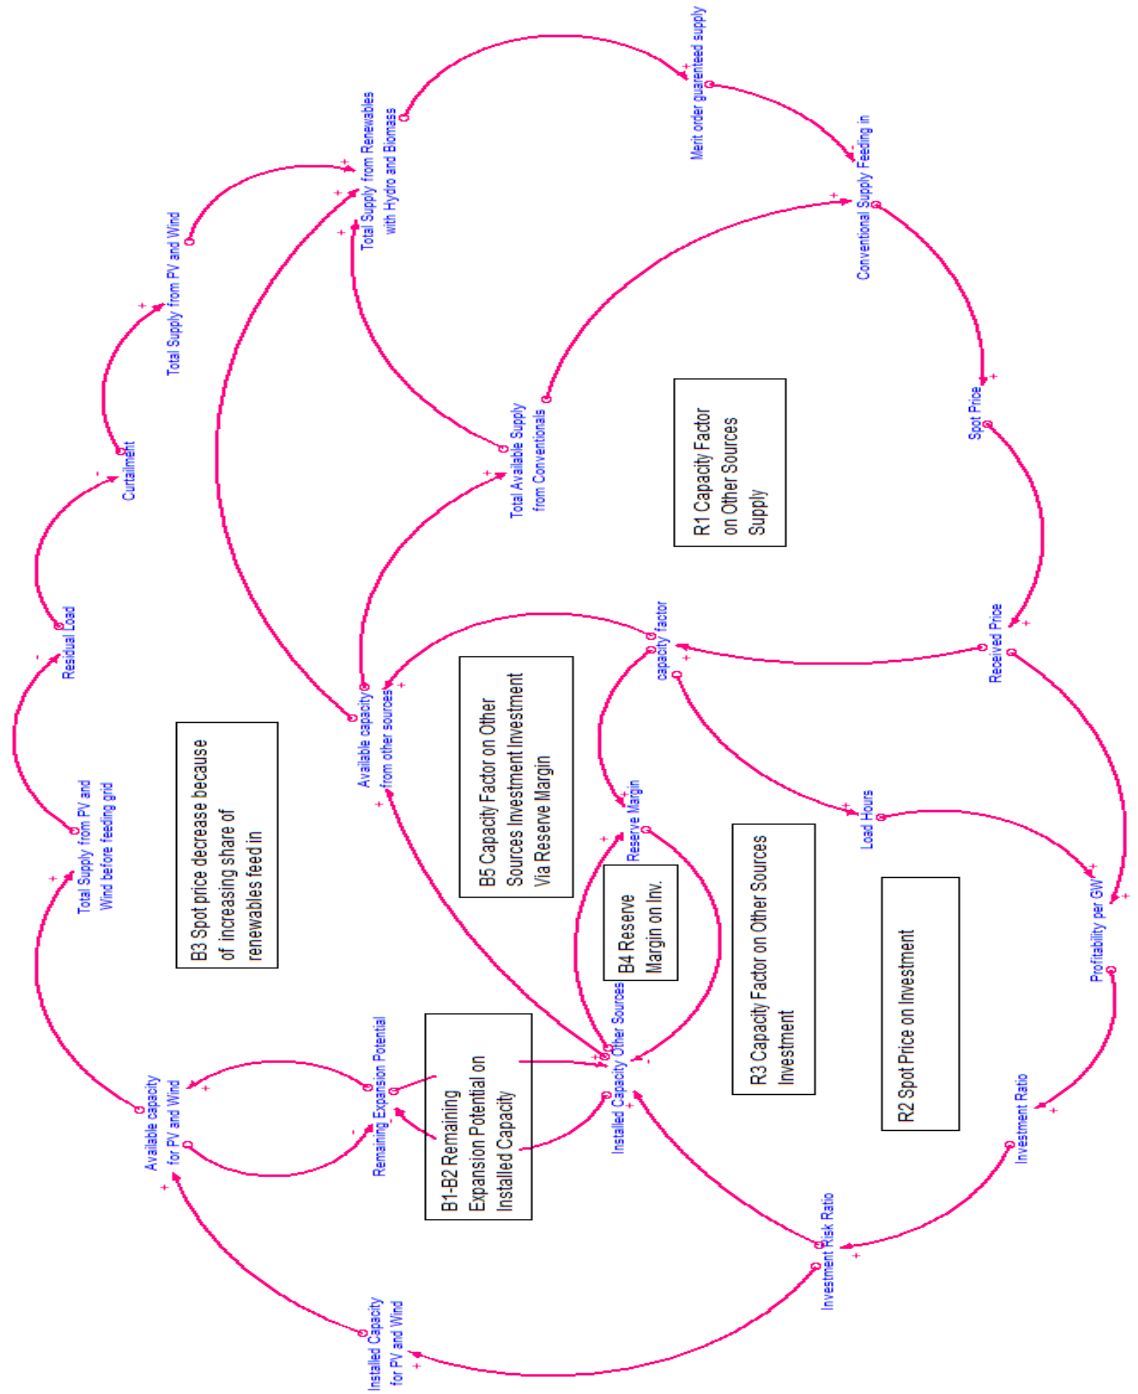 Installed Capacity
for PV and Wind
Available capacity
for PV and Wind
Total Supply from PV and
Wind before feeding grid
Residual Load
Curtailment
Total Supply from PV and Wind
Total Supply from Renewables
with Hydro and Biomass
Merit order guarenteed supply
Conventional Supply Feeding in
Spot Price
Received Price
Profitability per GW
Investment Ratio
Investment Risk Ratio
Installed Capacity Other Sources
Remaining Expansion Potential
Available capacity
from other sources
Total Available Supply
from Conventionals
capacity factor
Reserve Margin
Load Hours
B3 Spot price decrease because
of increasing share of
renewables feed in
B1-B2 Remaining
Expansion Potential on
Installed Capacity
B5 Capacity Factor on Other
Sources Investment Investment
Via Reserve Margin
B4 Reserve
Margin on Inv.
R1 Capacity Factor
on Other Sources
Supply
R3 Capacity Factor on Other Sources
Investment
R2 Spot Price on Investment